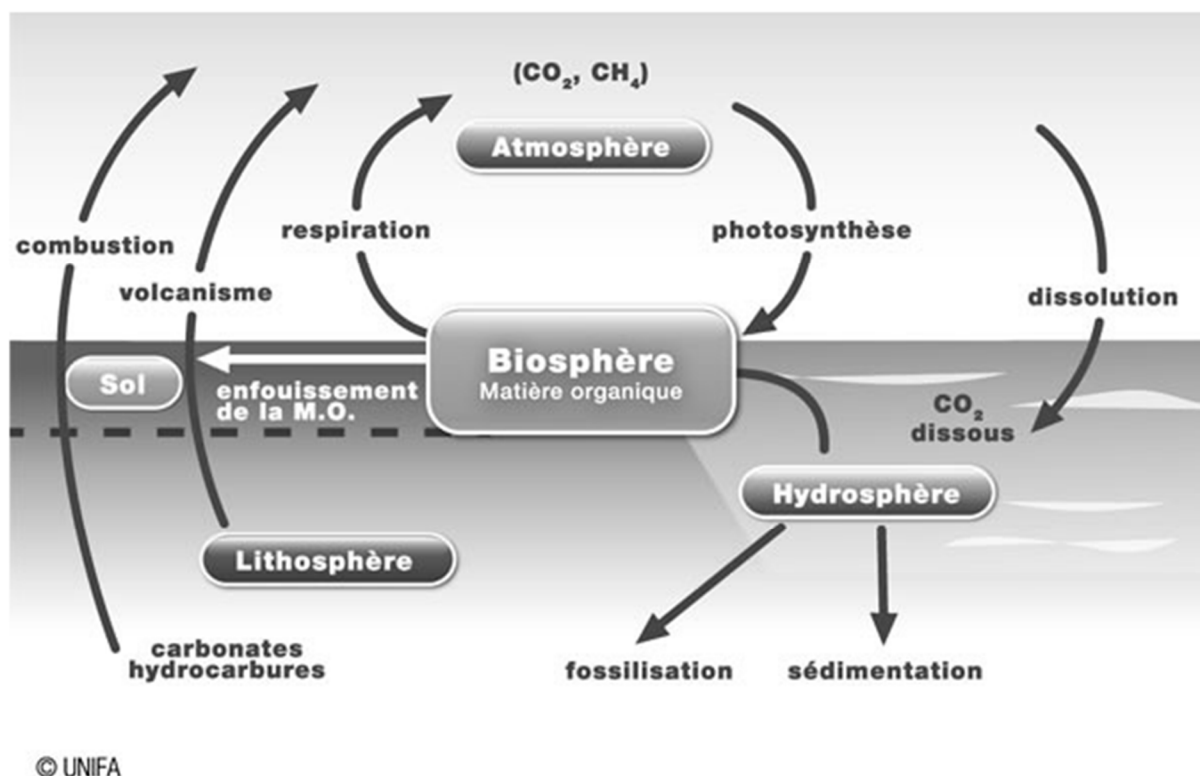 (CO₂, CH₄)
Atmosphère
combustion
respiration
photosynthèse
volcanisme
dissolution
Biosphère
Matière organique
Sol
enfouissement
de la M.O.
CO₂
dissous
Hydrosphère
Lithosphère
carbonates
hydrocarbures
fossilisation
sédimentation
© UNIFA